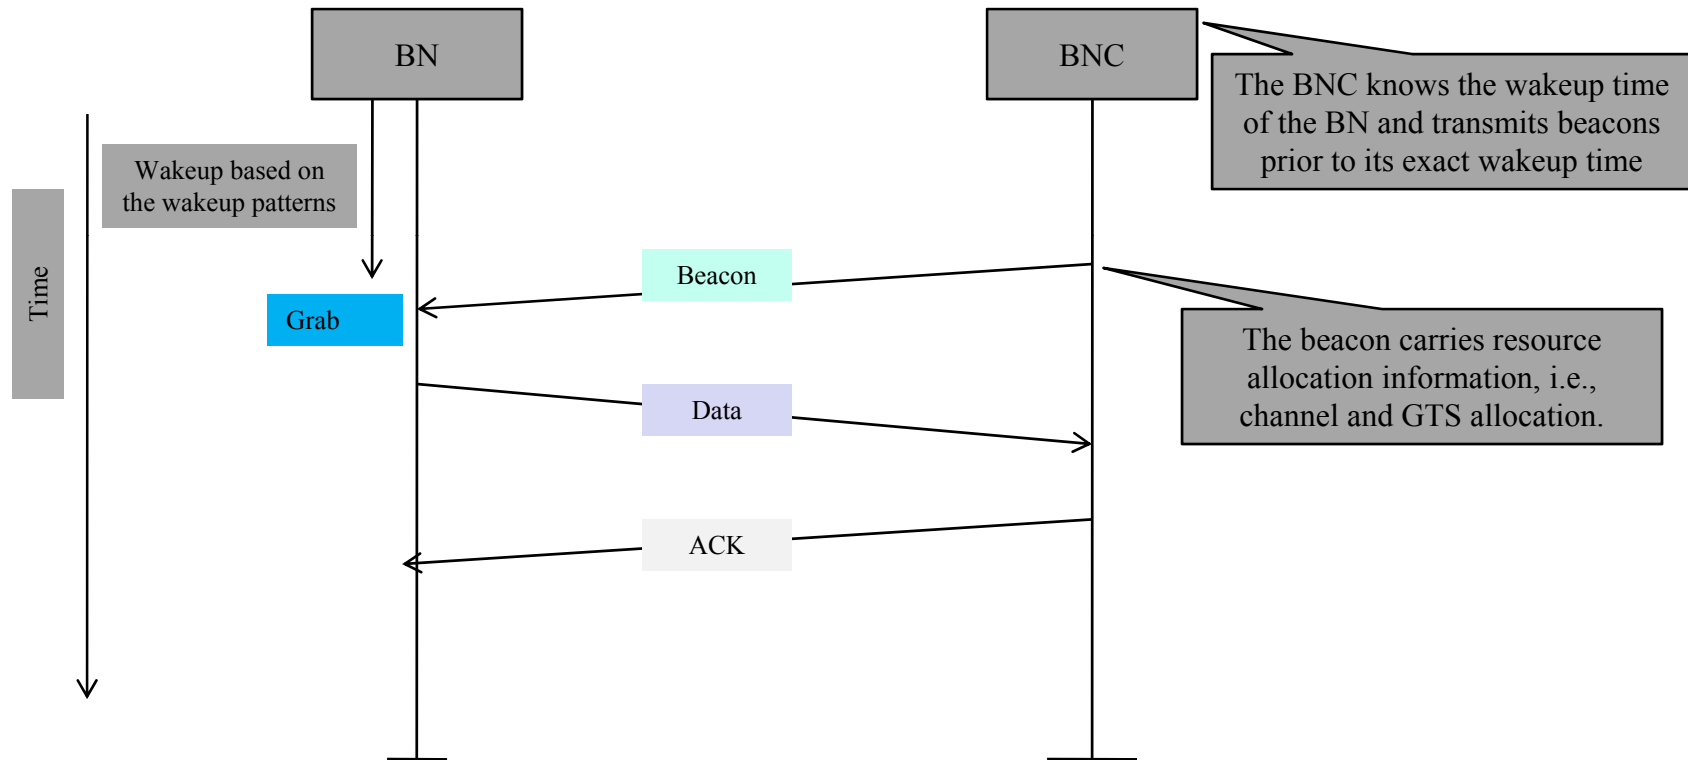 BN
BNC
The BNC knows the wakeup time
of the BN and transmits beacons
prior to its exact wakeup time
Wakeup based on
the wakeup patterns
Time
Beacon
Grab
The beacon carries resource
allocation information, i.e.,
channel and GTS allocation.
Data
ACK